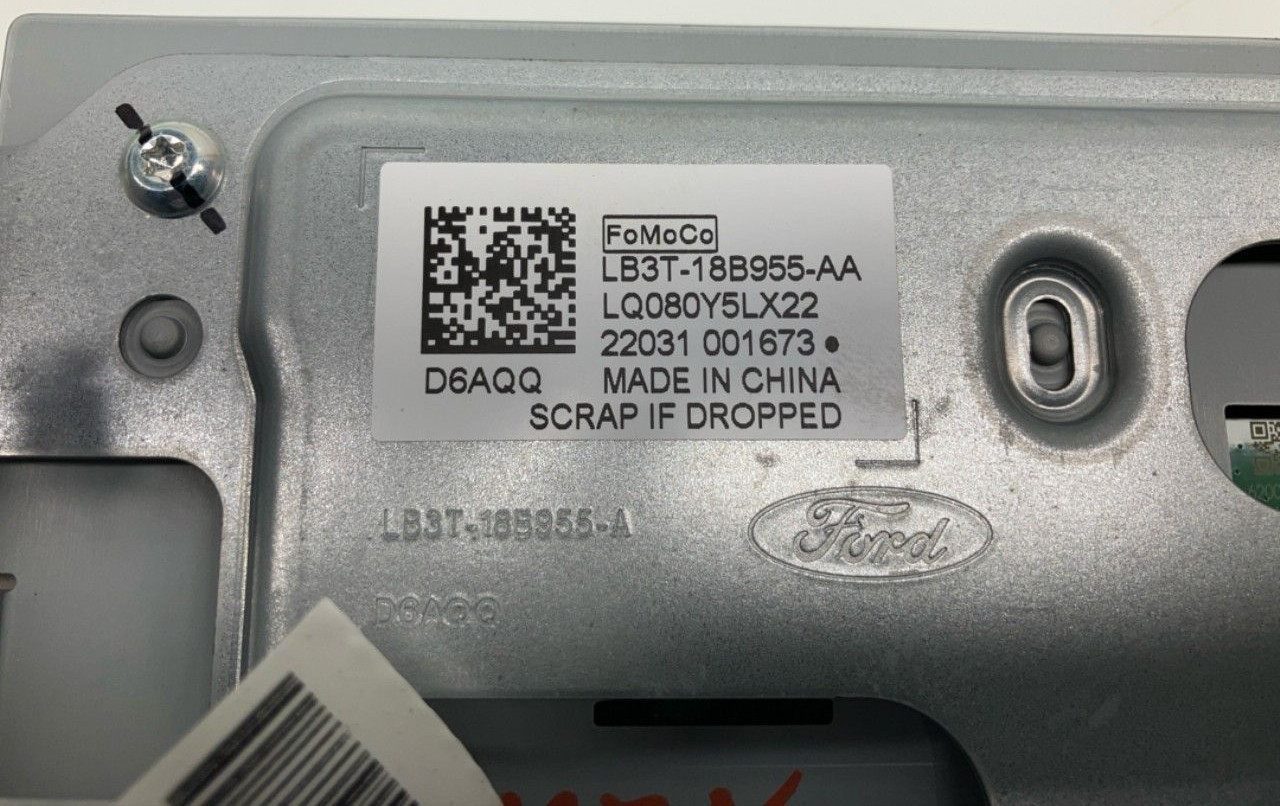 FoMoCo
LB3T-18B955-AA
LQ080Y5LX22
22031 001673
D6AQQ MADE IN CHINA
SCRAP IF DROPPED
LB3T-18B955-A
Ford
D6AQQ